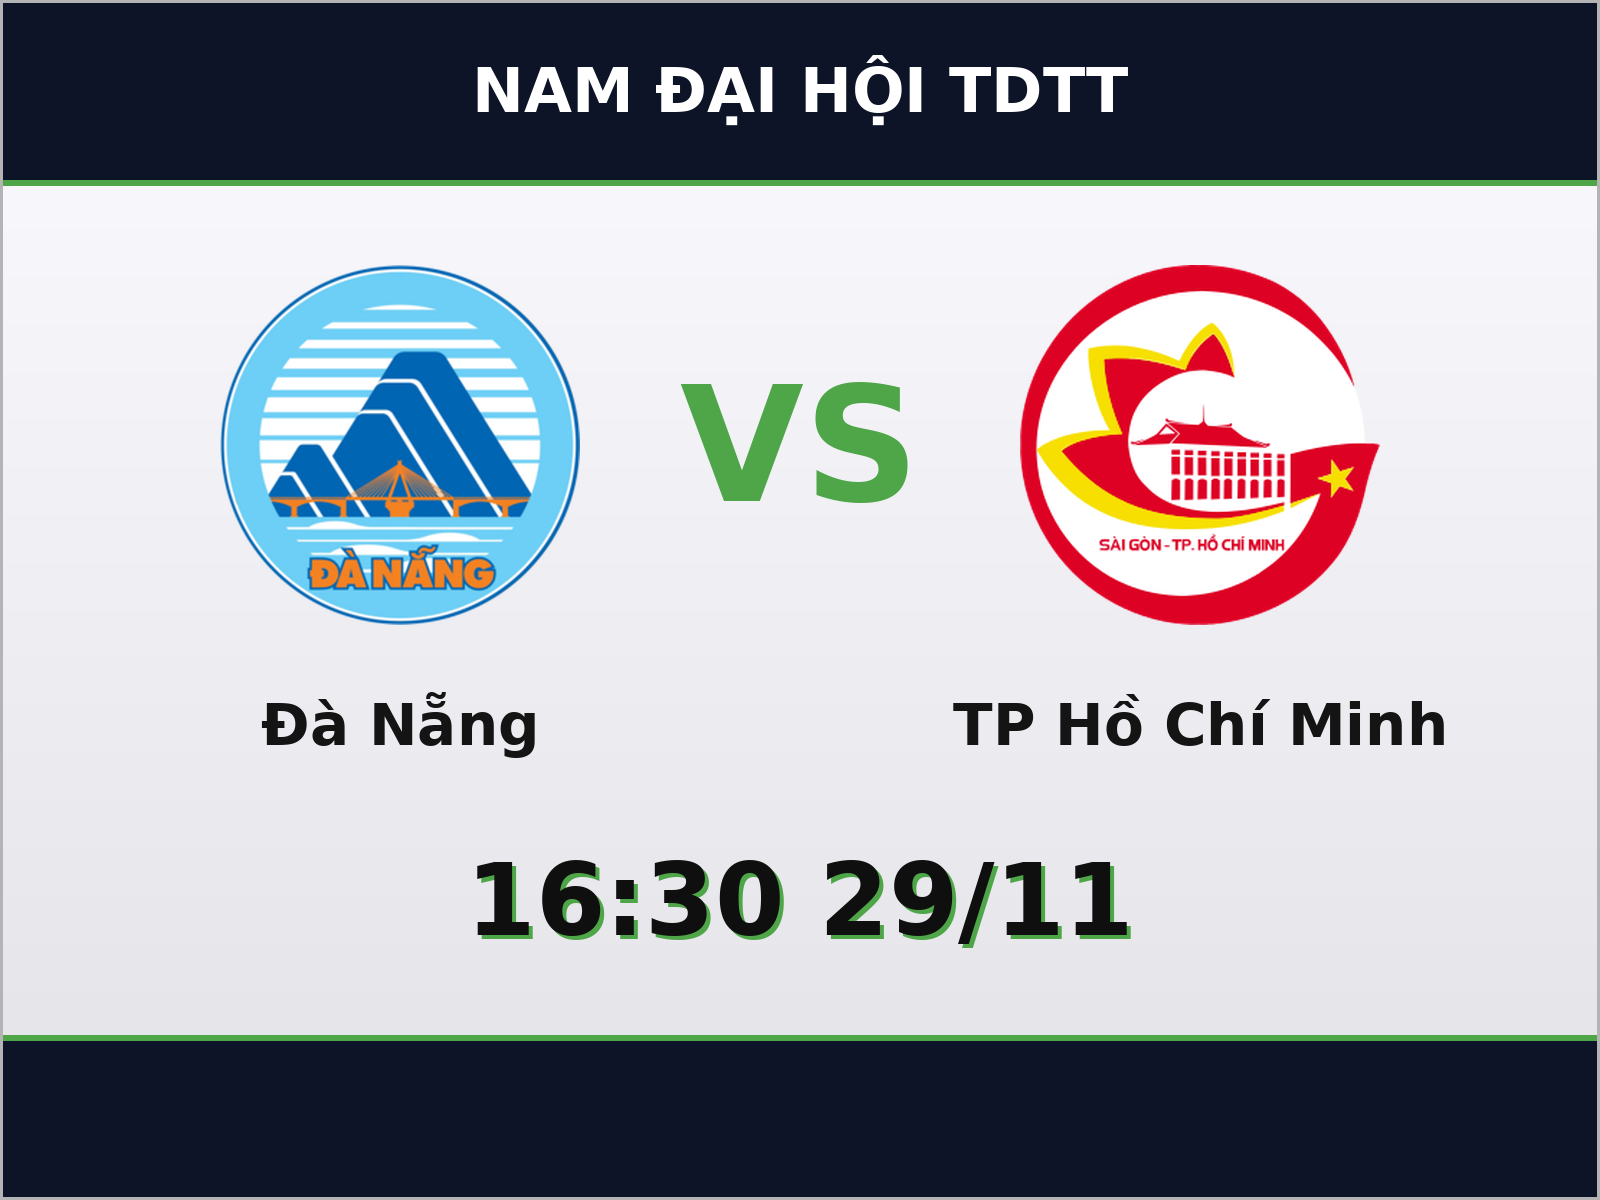 NAM ĐẠI HỘI TDTT
VS
ĐÀ NẴNG
SÀI GÒN - TP. HỒ CHÍ MINH
Đà Nẵng
TP Hồ Chí Minh
16:30 29/11